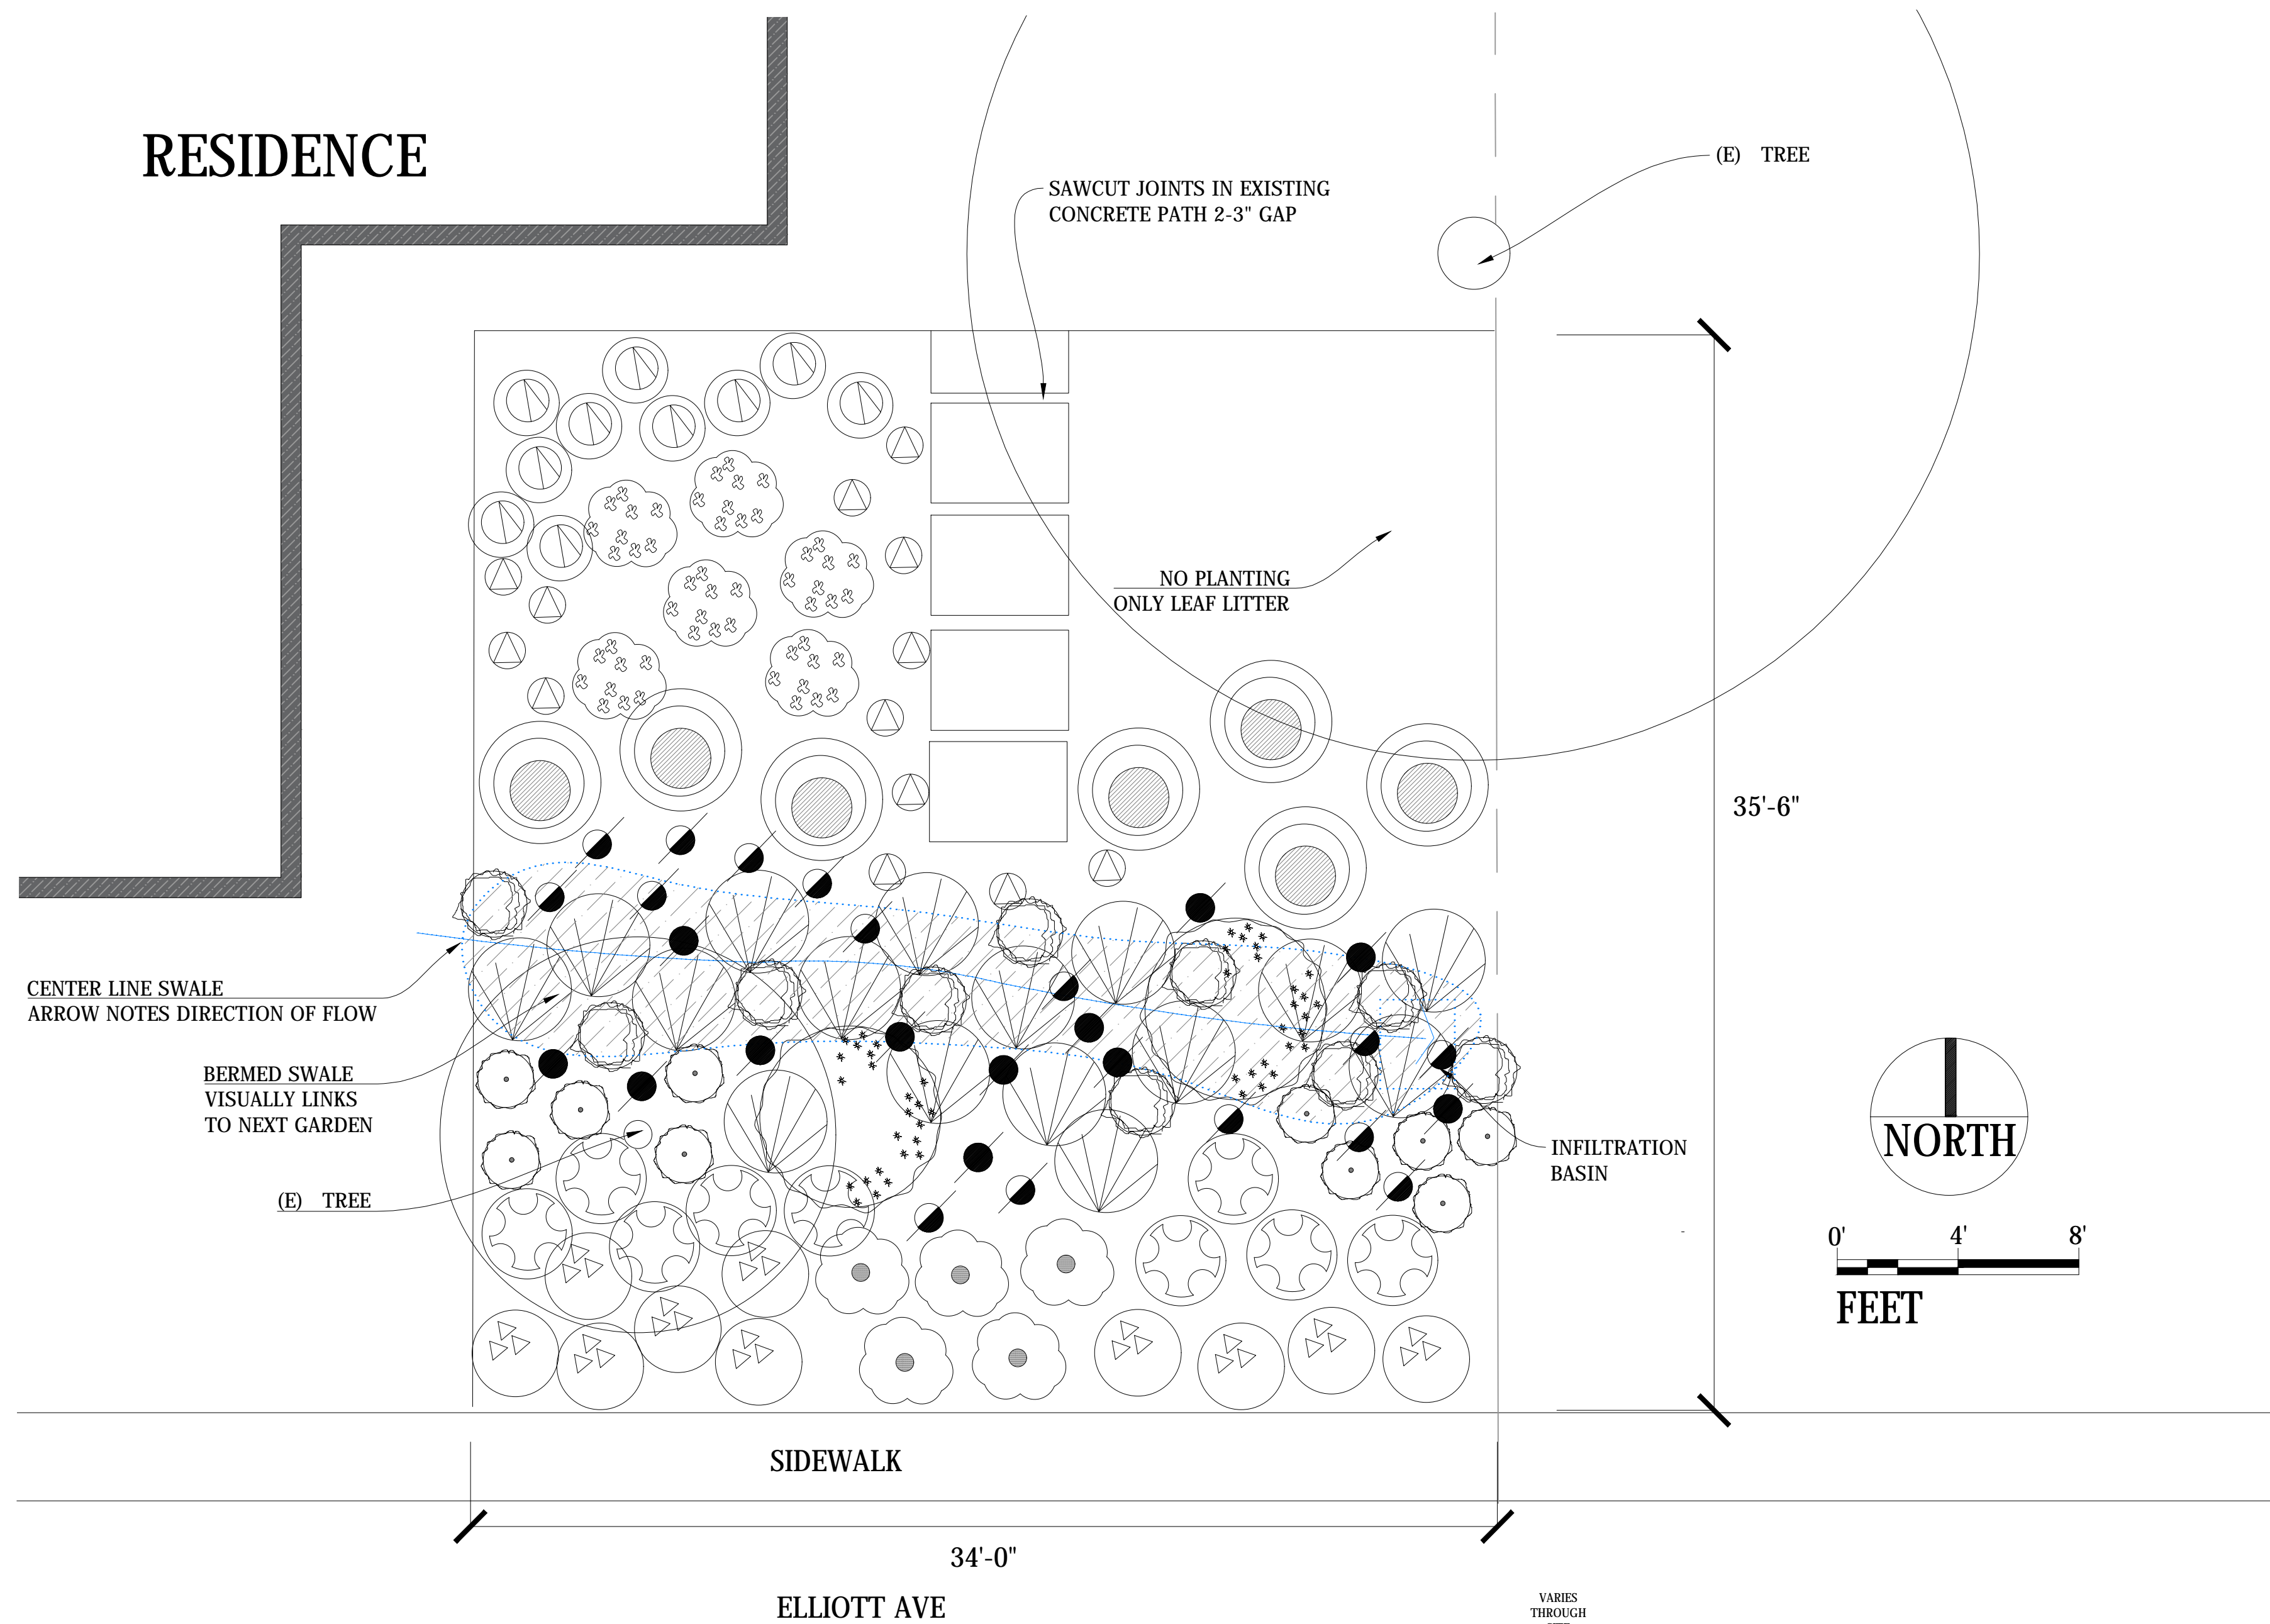 RESIDENCE
(E) TREE
SAWCUT JOINTS IN EXISTING
CONCRETE PATH 2-3" GAP
NO PLANTING
ONLY LEAF LITTER
35'-6"
CENTER LINE SWALE
ARROW NOTES DIRECTION OF FLOW
BERMED SWALE
VISUALLY LINKS
TO NEXT GARDEN
(E) TREE
INFILTRATION
BASIN
NORTH
0' 4' 8'
FEET
SIDEWALK
34'-0"
ELLIOTT AVE
VARIES
THROUGH